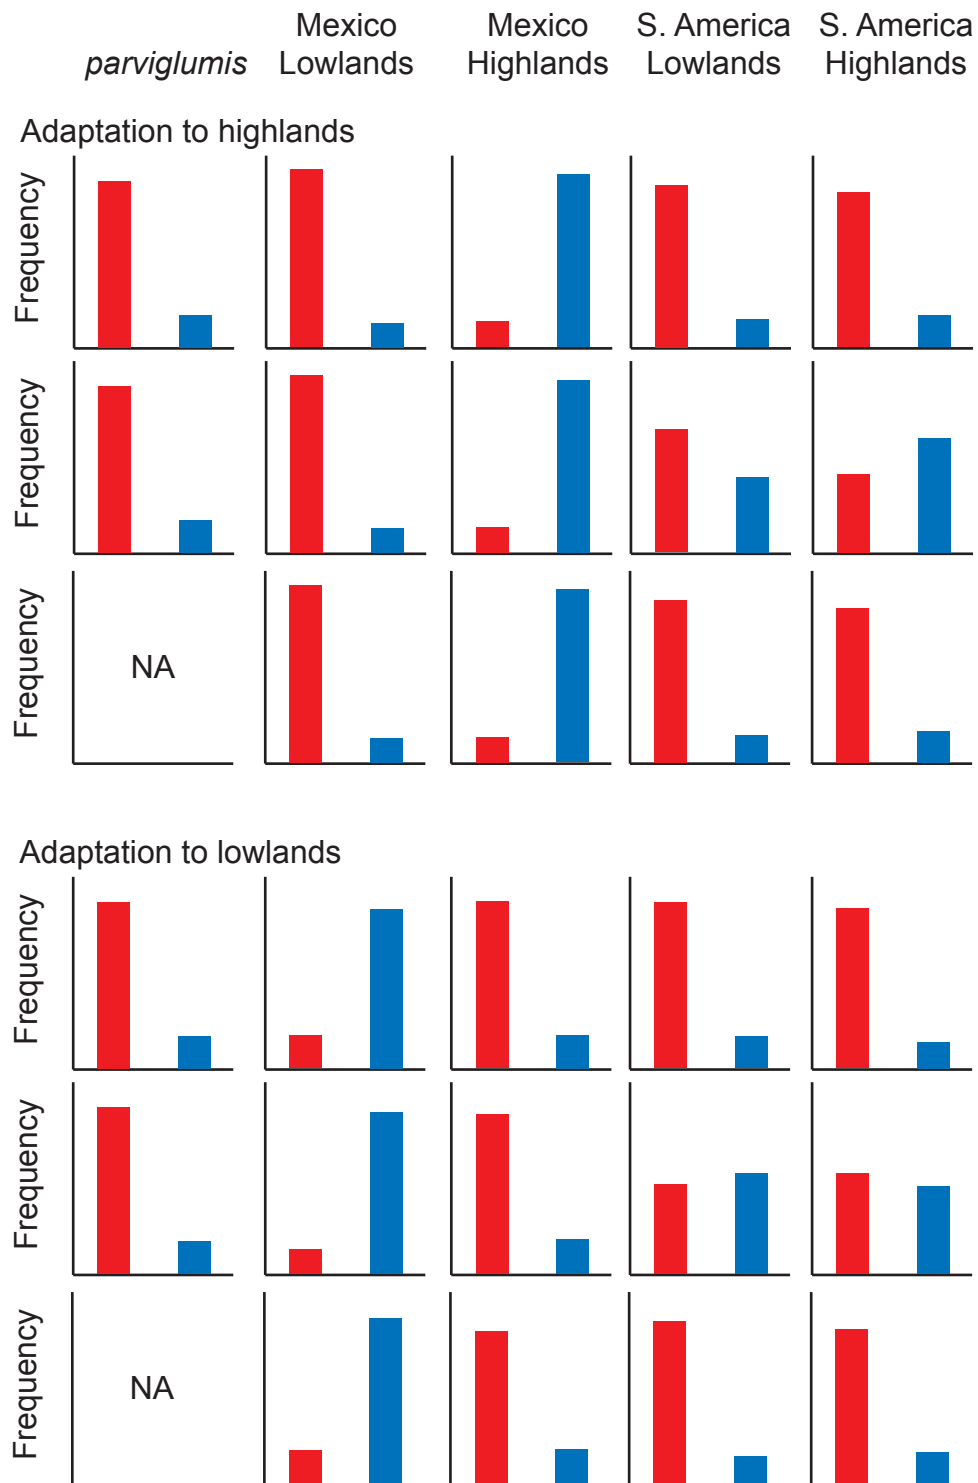 parviglumis
Mexico
Lowlands
Mexico
Highlands
S. America
Lowlands
S. America
Highlands
Adaptation to highlands
Frequency
Frequency
Frequency
NA
Adaptation to lowlands
Frequency
Frequency
Frequency
NA